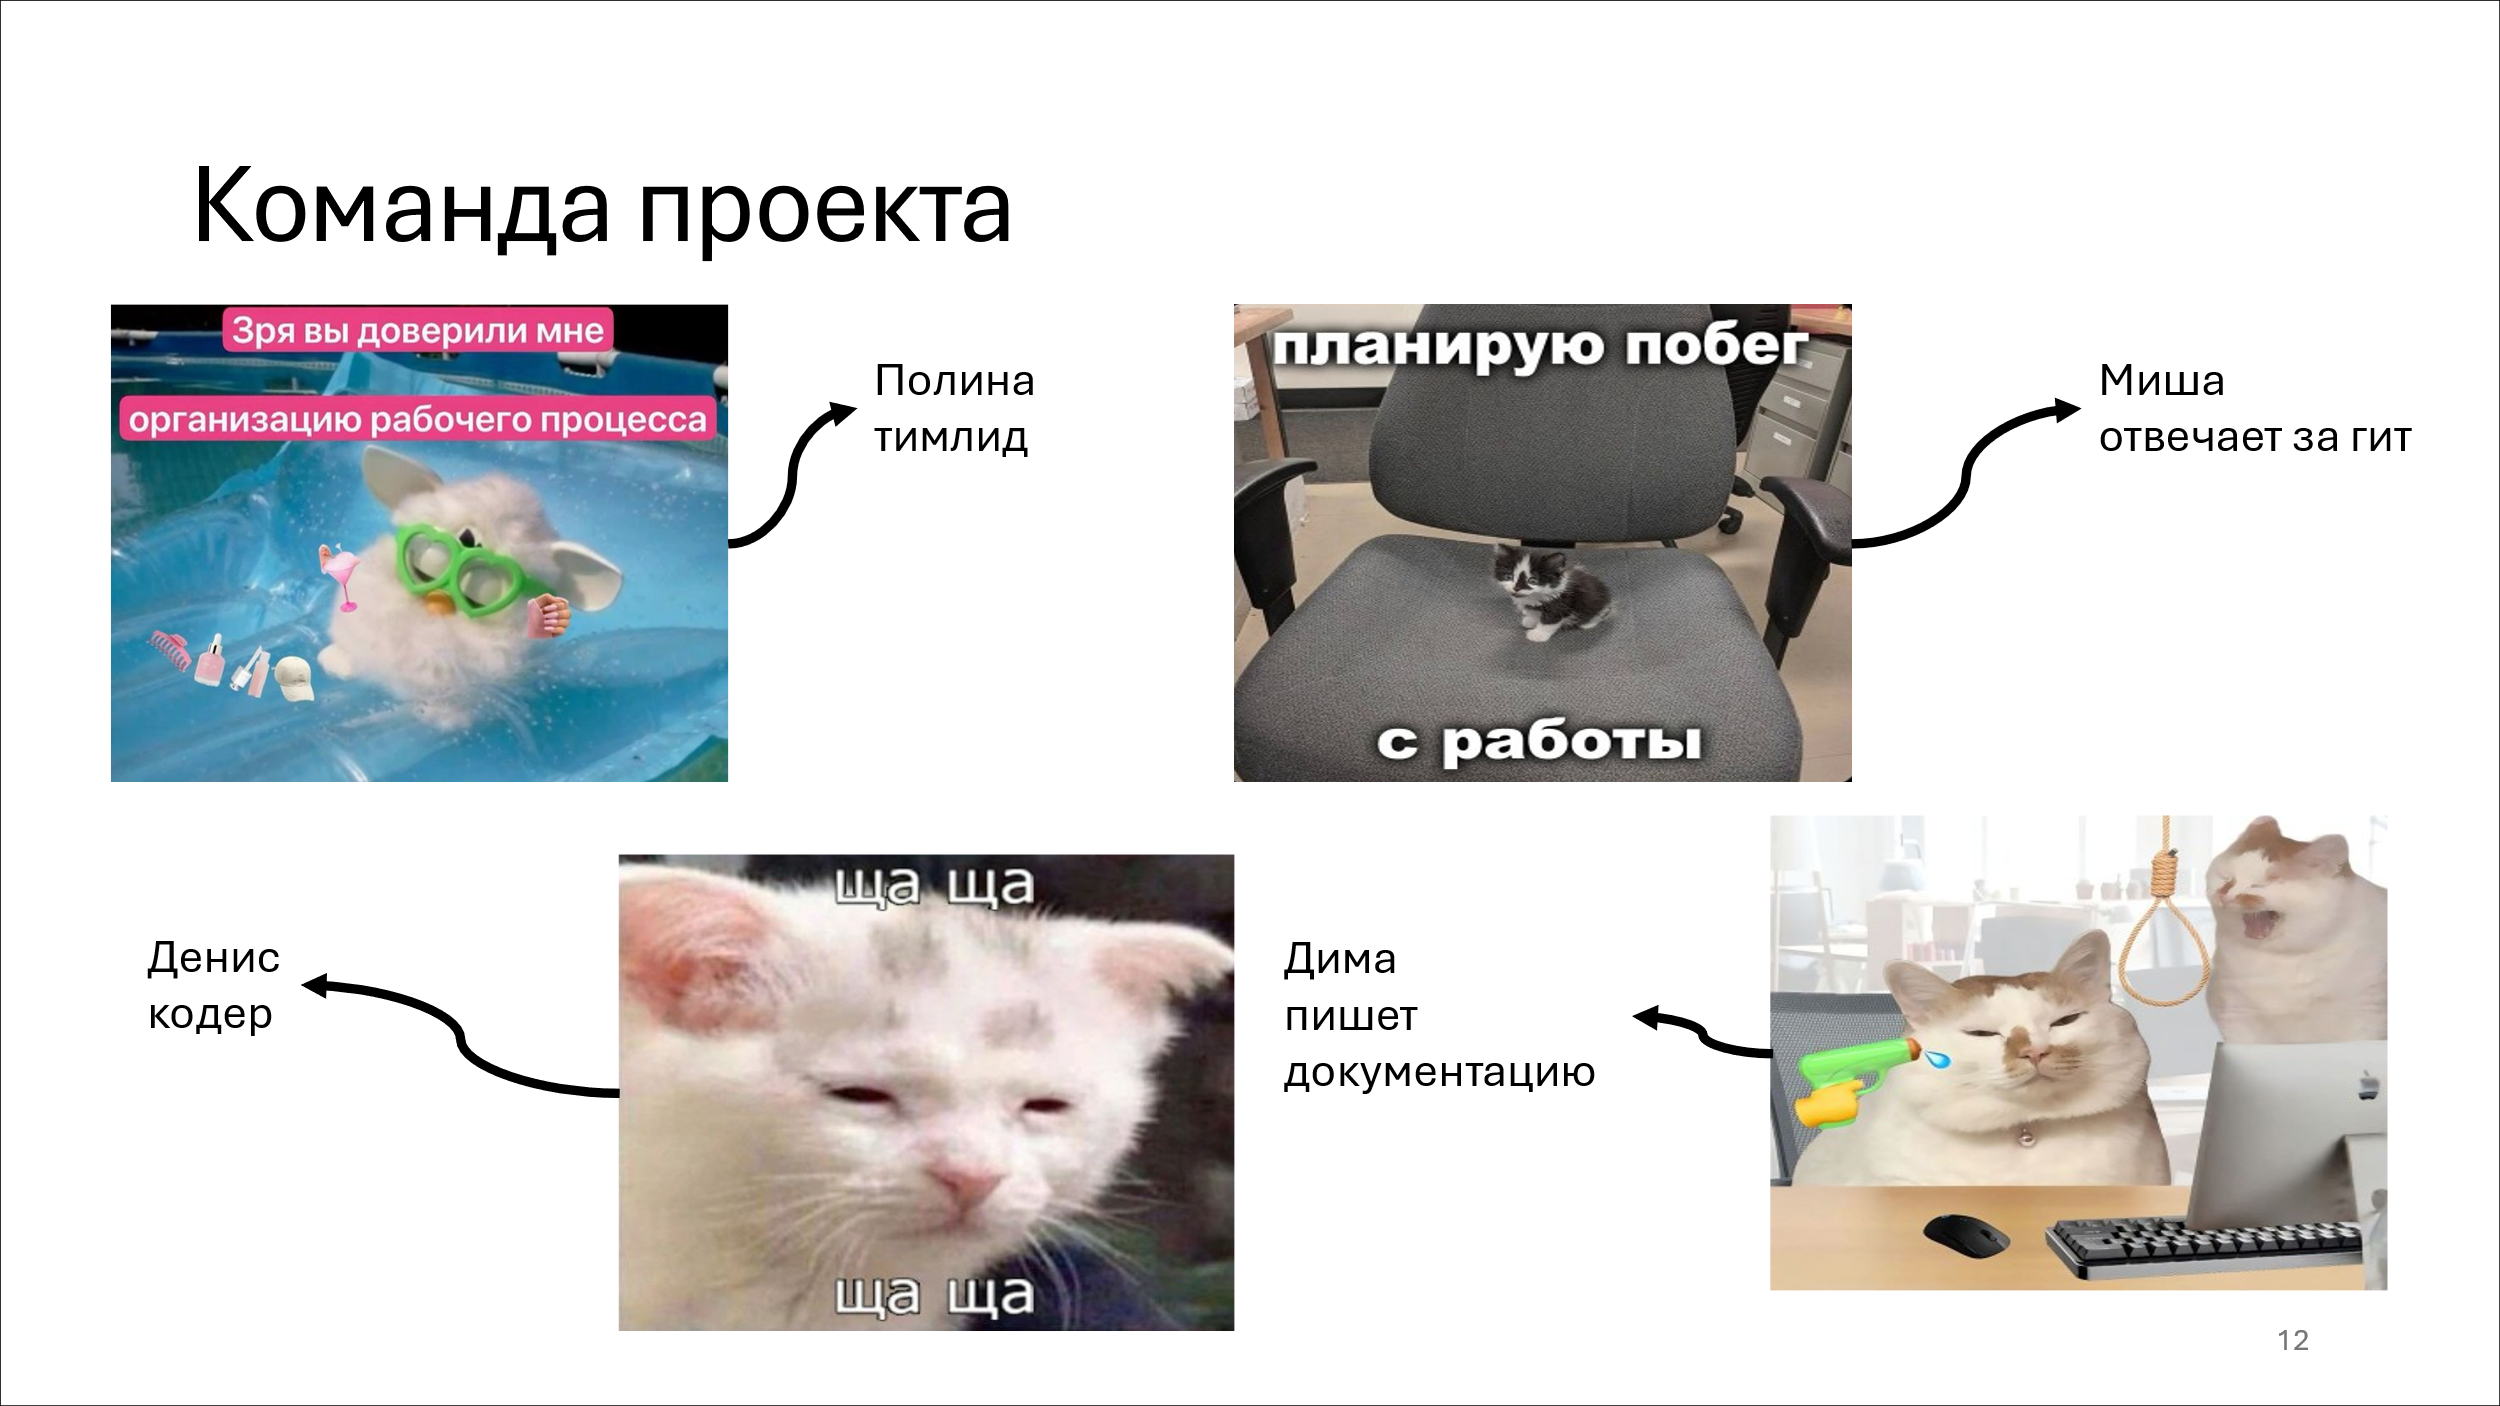 Команда проекта
Зря вы доверили мне
организацию рабочего процесса
Полина
тимлид
планирую побег
с работы
Миша
отвечает за гит
Денис
кодер
ща ща
ща ща
Дима
пишет
документацию
12